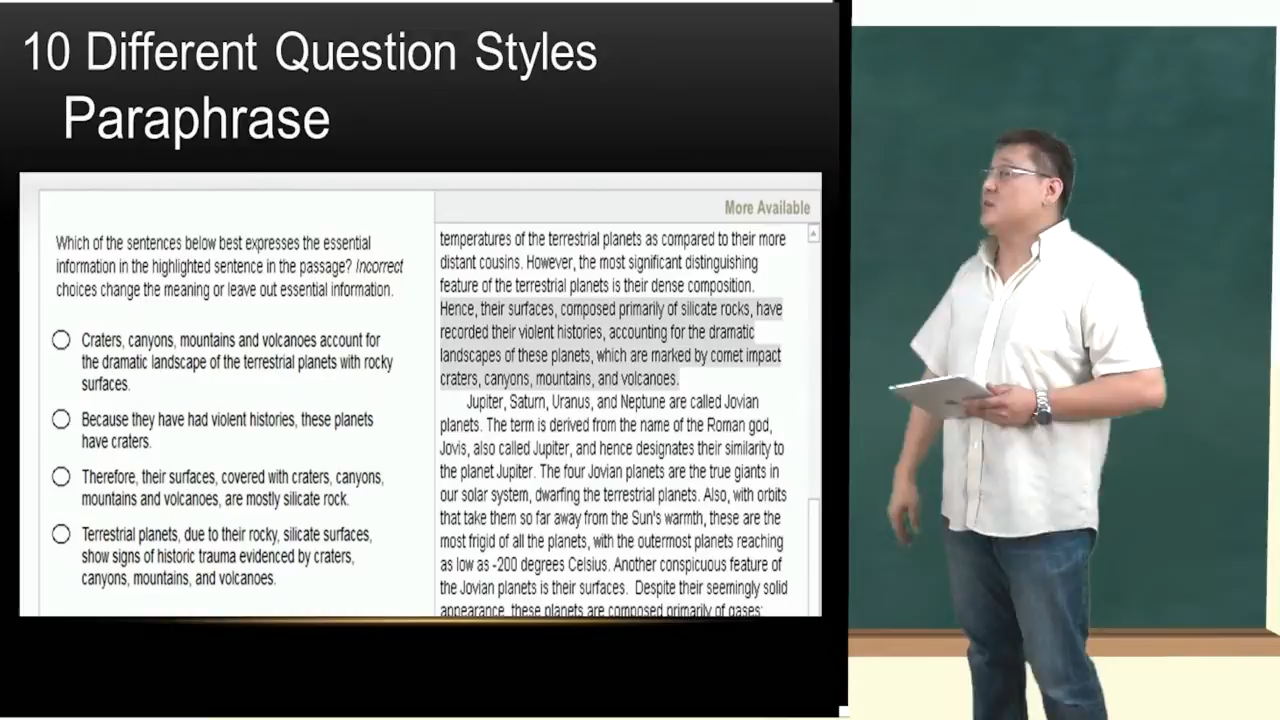 10 Different Question Styles
Paraphrase
Which of the sentences below best expresses the essential
information in the highlighted sentence in the passage? Incorrect
choices change the meaning or leave out essential information.
Craters, canyons, mountains and volcanoes account for
the dramatic landscape of the terrestrial planets with rocky
surfaces.
Because they have had violent histories, these planets
have craters.
Therefore, their surfaces, covered with craters, canyons,
mountains and volcanoes, are mostly silicate rock.
Terrestrial planets, due to their rocky, silicate surfaces,
show signs of historic trauma evidenced by craters,
canyons, mountains, and volcanoes.
More Available
temperatures of the terrestrial planets as compared to their more
distant cousins. However, the most significant distinguishing
feature of the terrestrial planets is their dense composition.
Hence, their surfaces, composed primarily of silicate rocks, have
recorded their violent histories, accounting for the dramatic
landscapes of these planets, which are marked by comet impact
craters, canyons, mountains, and volcanoes.
Jupiter, Saturn, Uranus, and Neptune are called Jovian
planets. The term is derived from the name of the Roman god,
Jovis, also called Jupiter, and hence designates their similarity to
the planet Jupiter. The four Jovian planets are the true giants in
our solar system, dwarfing the terrestrial planets. Also, with orbits
that take them so far away from the Sun's warmth, these are the
most frigid of all the planets, with the outermost planets reaching
as low as -200 degrees Celsius. Another conspicuous feature of
the Jovian planets is their surfaces. Despite their seemingly solid
appearance, these planets are composed primarily of gases: